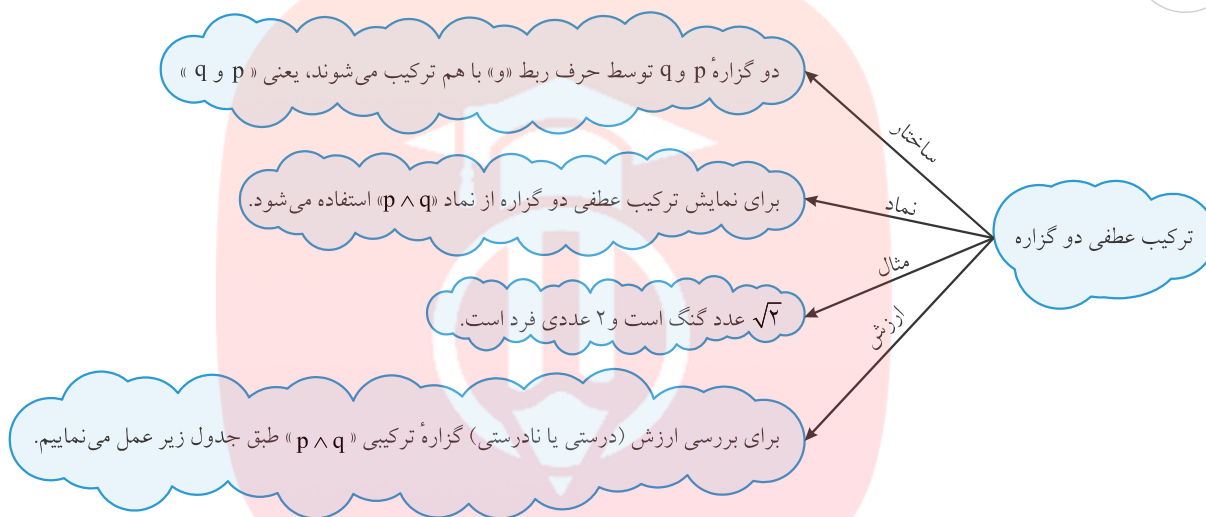 ترکیب عطفی دو گزاره
ساختار
دو گزارهٔ p و q توسط حرف ربط «و» با هم ترکیب می‌شوند، یعنی « p و q »
نماد
برای نمایش ترکیب عطفی دو گزاره از نماد «p ∧ q» استفاده می‌شود.
مثال
√۲ عدد گنگ است و ۲ عددی فرد است.
ارزش
برای بررسی ارزش (درستی یا نادرستی) گزارهٔ ترکیبی « p ∧ q » طبق جدول زیر عمل می‌نماییم.